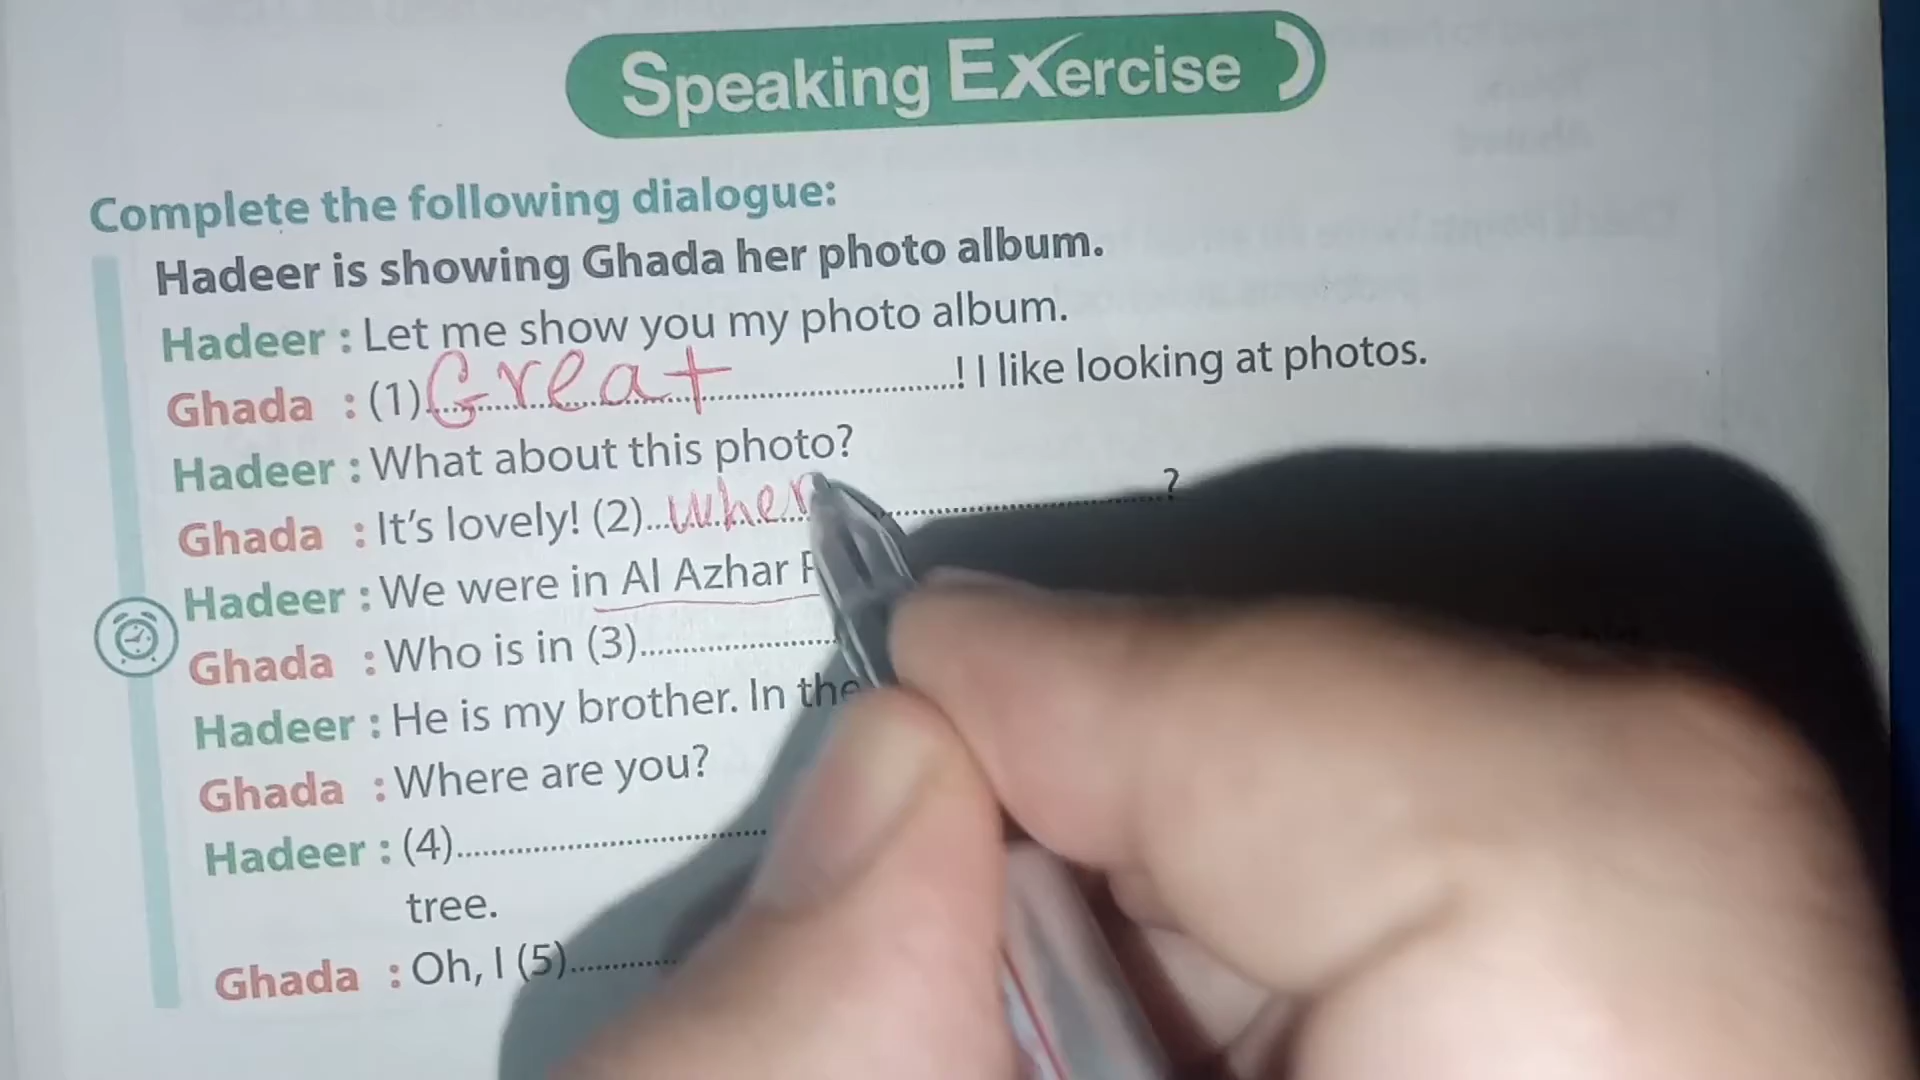 Speaking EXercise
Complete the following dialogue:
Hadeer is showing Ghada her photo album.
Hadeer : Let me show you my photo album.
Ghada : (1) Great ....................! I like looking at photos.
Hadeer : What about this photo?
Ghada : It's lovely! (2)... wher ....................?
Hadeer : We were in Al Azhar
Ghada : Who is in (3)....................
Hadeer : He is my brother. In the
Ghada : Where are you?
Hadeer : (4)....................
tree.
Ghada : Oh, I (5)............